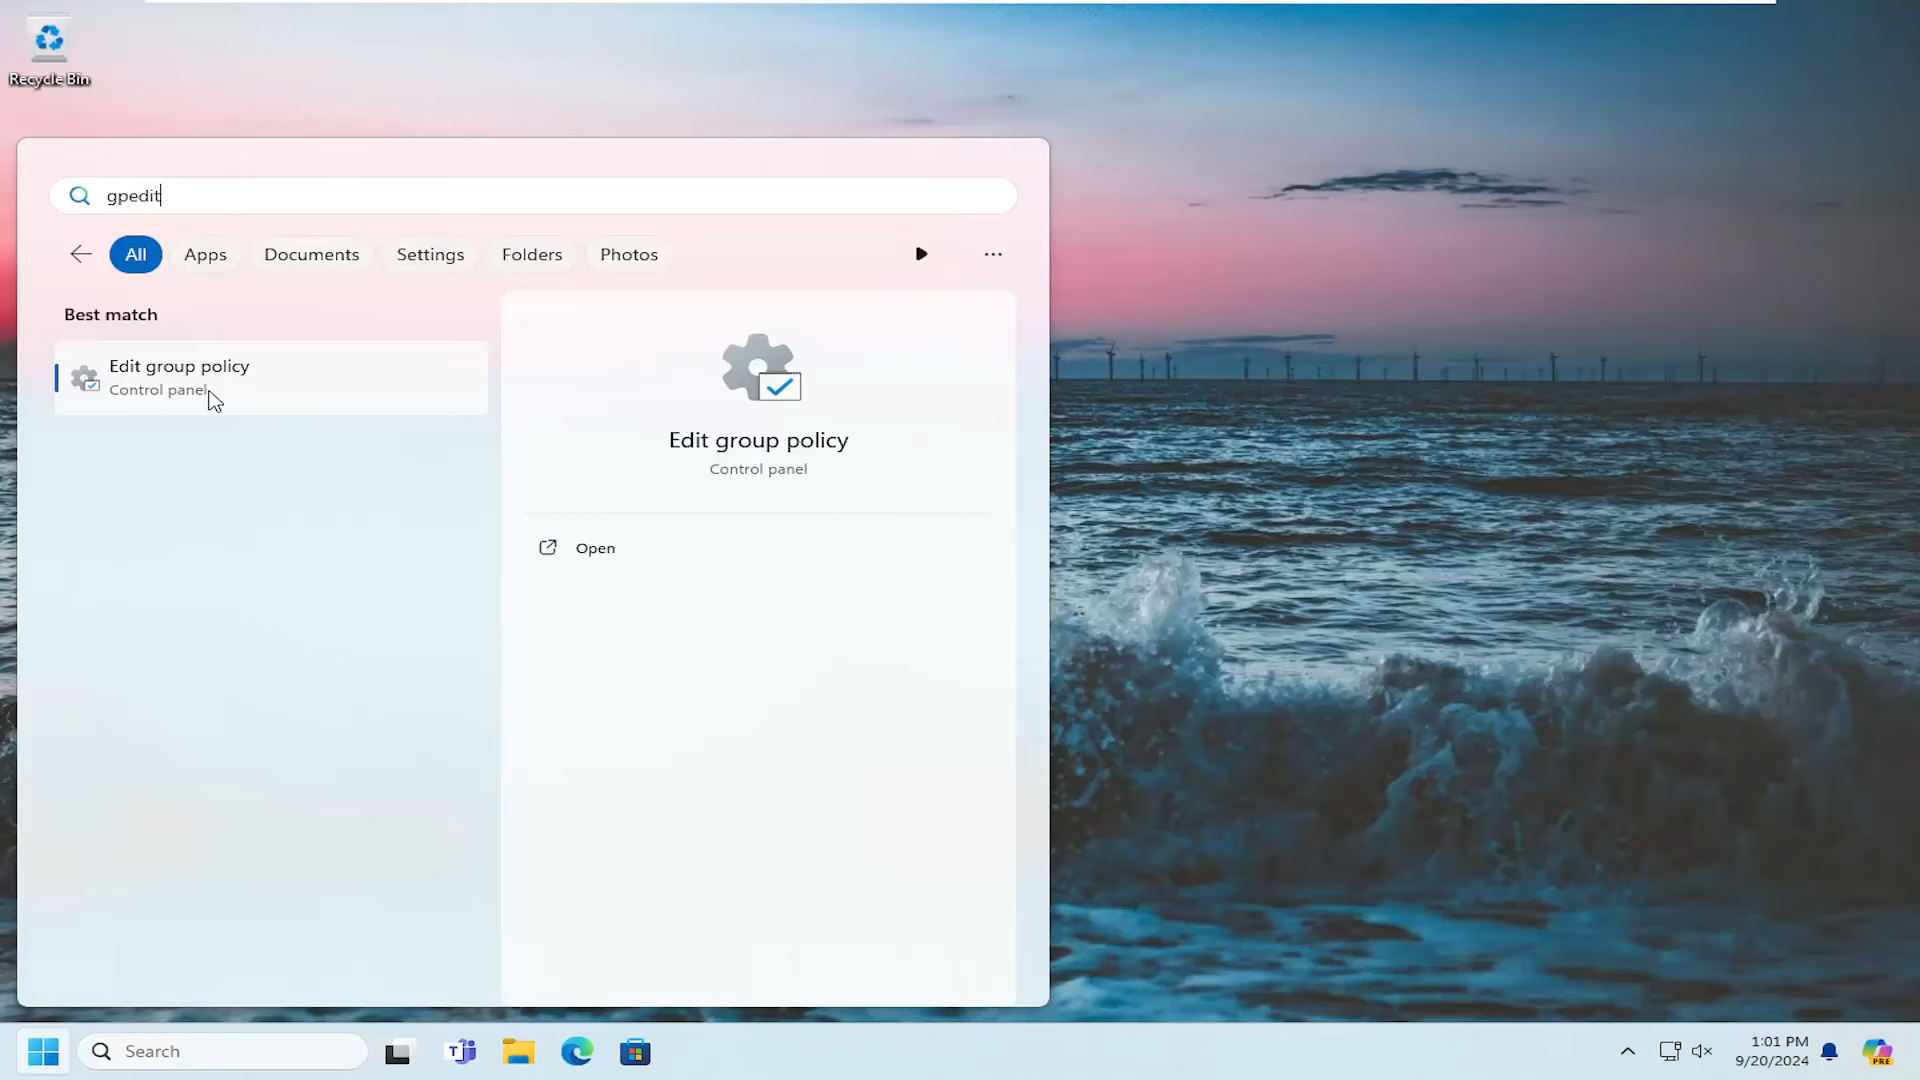 Recycle Bin
gpedit
All
Apps
Documents
Settings
Folders
Photos
Best match
Edit group policy
Control panel
Edit group policy
Control panel
Open
Search
1:01 PM
9/20/2024
PRE